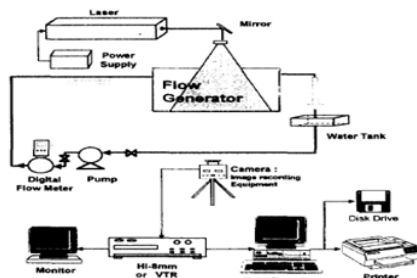 Laser
Mirror
Power
Supply
Flow
Generator
Water Tank
Digital
Flow Meter
Pump
Camera :
Image recording
Equipment
Disk Drive
Monitor
Hi-8mm
or VTR
Printer